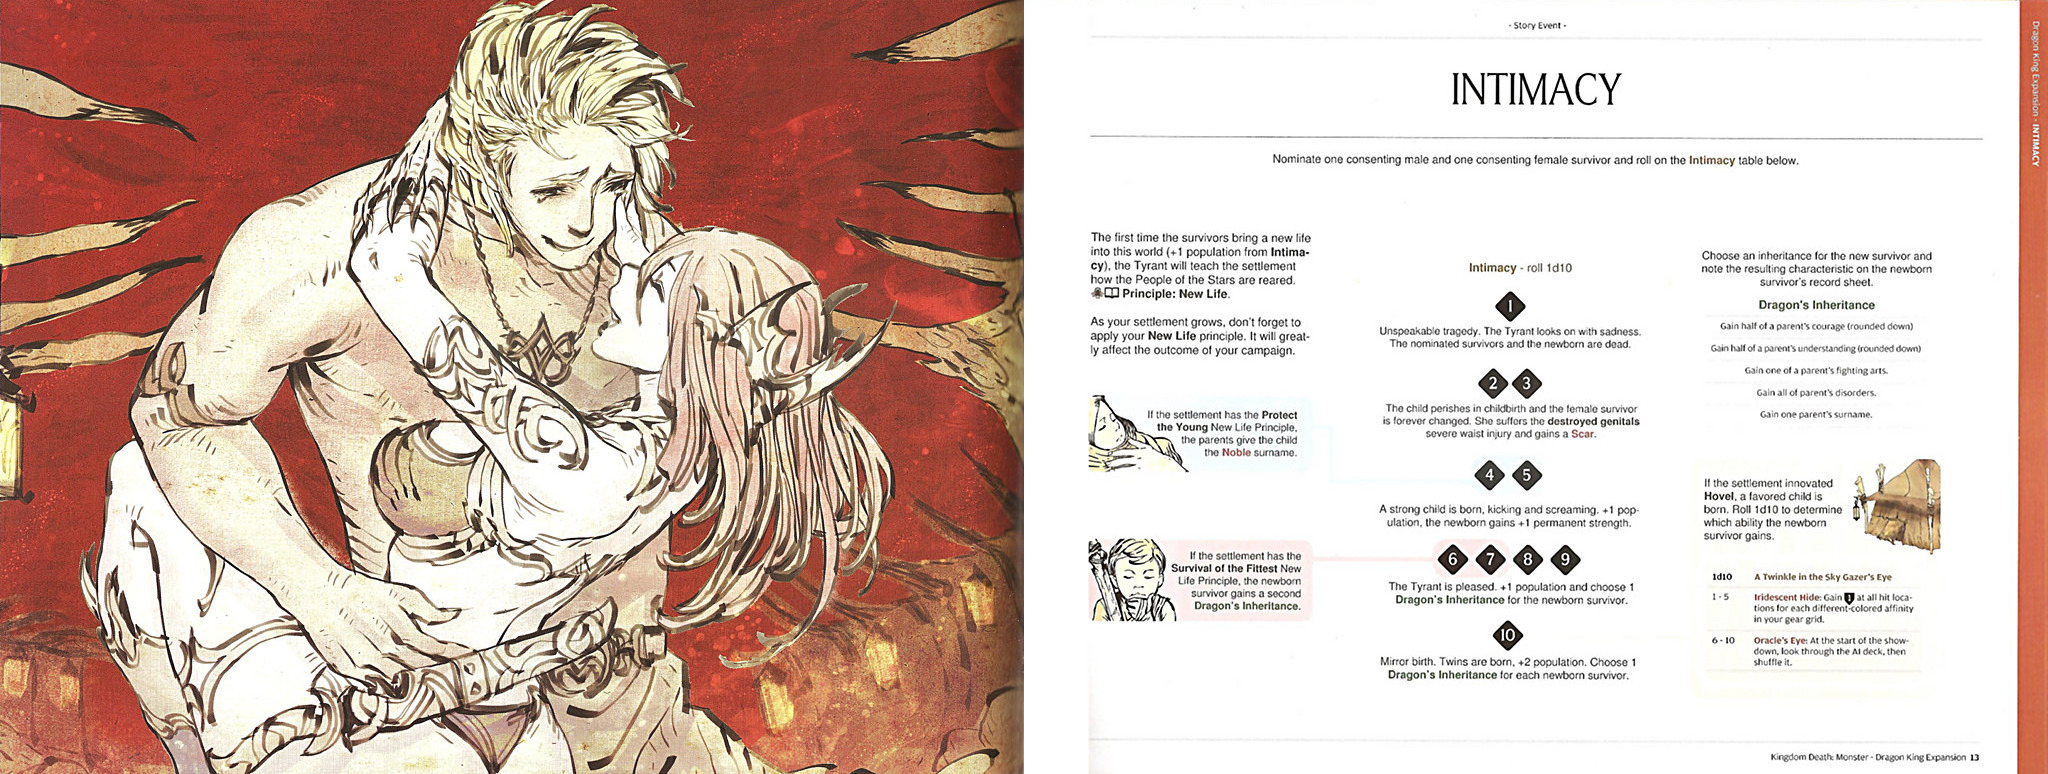 - Story Event -
INTIMACY
Nominate one consenting male and one consenting female survivor and roll on the Intimacy table below.
The first time the survivors bring a new life
into this world (+1 population from Intima-
cy), the Tyrant will teach the settlement
how the People of the Stars are reared.
Principle: New Life.
As your settlement grows, don't forget to
apply your New Life principle. It will great-
ly affect the outcome of your campaign.
If the settlement has the Protect
the Young New Life Principle,
the parents give the child
the Noble surname.
If the settlement has the
Survival of the Fittest New
Life Principle, the newborn
survivor gains a second
Dragon's Inheritance.
Intimacy - roll 1d10
1
Unspeakable tragedy. The Tyrant looks on with sadness.
The nominated survivors and the newborn are dead.
2 3
The child perishes in childbirth and the female survivor
is forever changed. She suffers the destroyed genitals
severe waist injury and gains a Scar.
4 5
A strong child is born, kicking and screaming. +1 pop-
ulation, the newborn gains +1 permanent strength.
6 7 8 9
The Tyrant is pleased. +1 population and choose 1
Dragon's Inheritance for the newborn survivor.
10
Mirror birth. Twins are born, +2 population. Choose 1
Dragon's Inheritance for each newborn survivor.
Choose an inheritance for the new survivor and
note the resulting characteristic on the newborn
survivor's record sheet.
Dragon's Inheritance
Gain half of a parent's courage (rounded down)
Gain half of a parent's understanding (rounded down)
Gain one of a parent's fighting arts.
Gain all of parent's disorders.
Gain one parent's surname.
If the settlement innovated
Hovel, a favored child is
born. Roll 1d10 to determine
which ability the newborn
survivor gains.
1d10 A Twinkle in the Sky Gazer's Eye
1 - 5 Iridescent Hide: Gain 1 at all hit loca-
tions for each different-colored affinity
in your gear grid.
6 - 10 Oracle's Eye: At the start of the show-
down, look through the AI deck, then
shuffle it.
Kingdom Death: Monster - Dragon King Expansion 13
Dragon King Expansion - INTIMACY